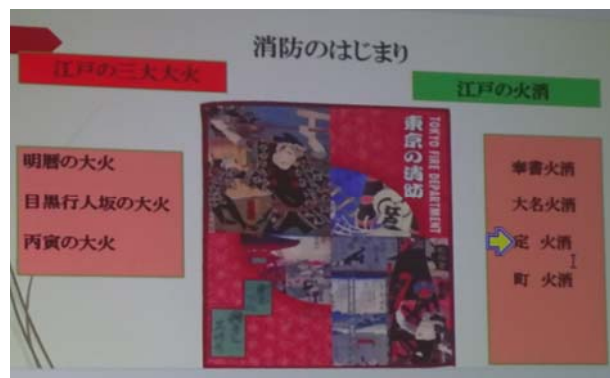 消防のはじまり
江戸の三大大火
江戸の火消
明暦の大火
目黒行人坂の大火
丙寅の大火
東京の消防
TOKYO FIRE DEPARTMENT
奉書火消
大名火消
定 火消
町 火消